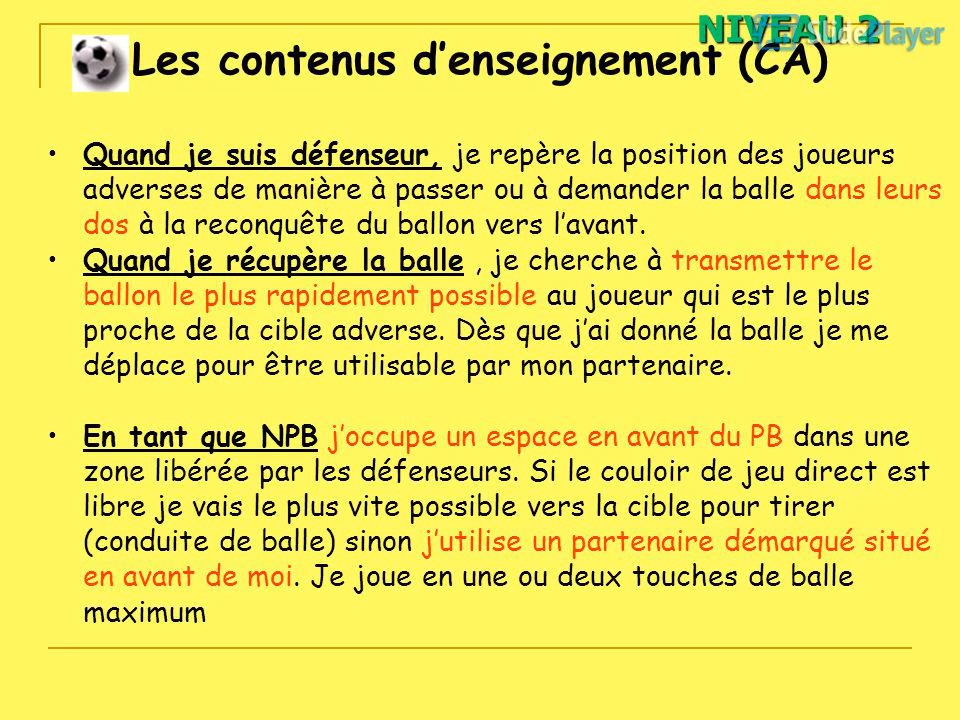 NIVEAU 2
SlidePlayer
Les contenus d’enseignement (CA)
• Quand je suis défenseur, je repère la position des joueurs
adverses de manière à passer ou à demander la balle dans leurs
dos à la reconquête du ballon vers l’avant.
• Quand je récupère la balle , je cherche à transmettre le
ballon le plus rapidement possible au joueur qui est le plus
proche de la cible adverse. Dès que j’ai donné la balle je me
déplace pour être utilisable par mon partenaire.
• En tant que NPB j’occupe un espace en avant du PB dans une
zone libérée par les défenseurs. Si le couloir de jeu direct est
libre je vais le plus vite possible vers la cible pour tirer
(conduite de balle) sinon j’utilise un partenaire démarqué situé
en avant de moi. Je joue en une ou deux touches de balle
maximum